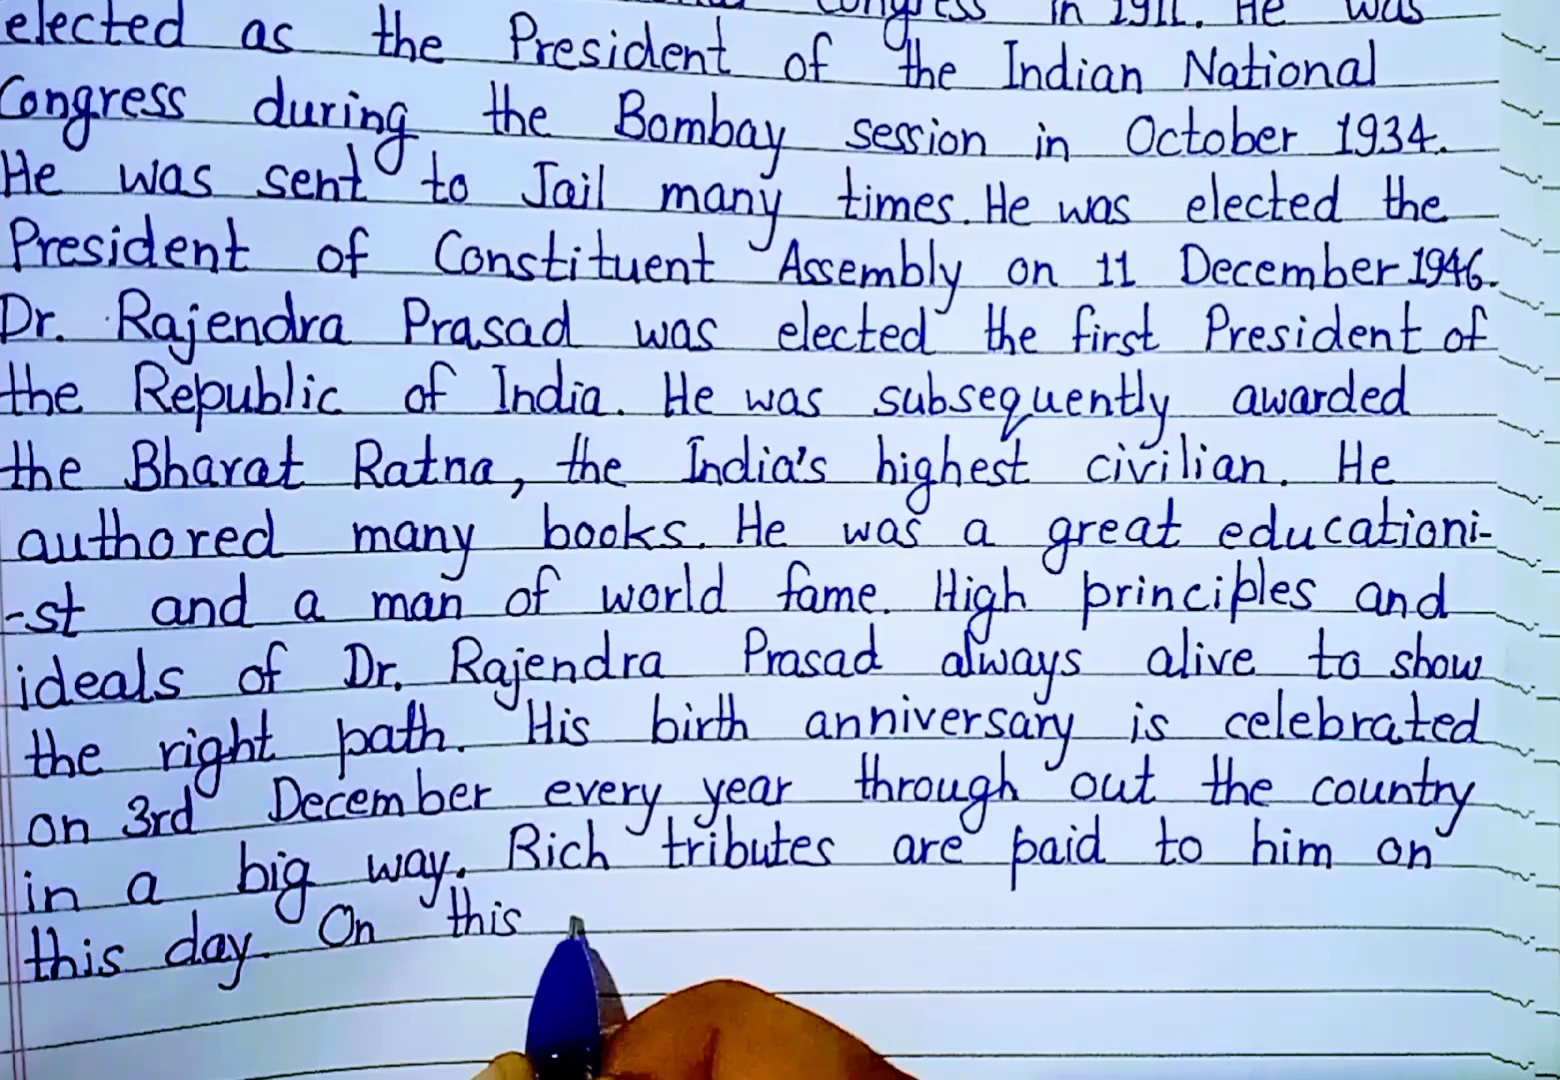 Congress in 1911. He was
elected as the President of the Indian National
Congress during the Bombay session in October 1934.
He was sent to Jail many times. He was elected the
President of Constituent Assembly on 11 December 1946.
Dr. Rajendra Prasad was elected the first President of
the Republic of India. He was subsequently awarded
the Bharat Ratna, the India's highest civilian. He
authored many books. He was a great educationi-
-st and a man of world fame. High principles and
ideals of Dr. Rajendra Prasad always alive to show
the right path. His birth anniversary is celebrated
on 3rd December every year through out the country
in a big way. Rich tributes are paid to him on
this day. On this